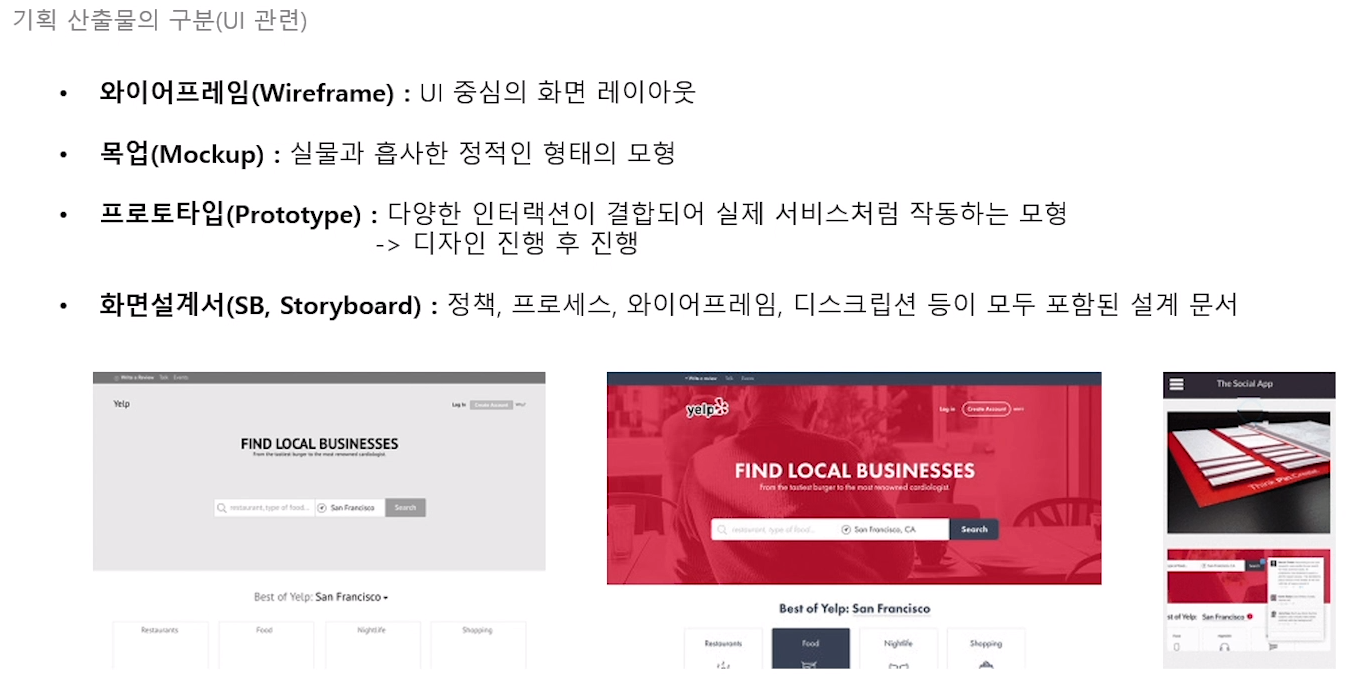 기획 산출물의 구분(UI 관련)
• 와이어프레임(Wireframe) : UI 중심의 화면 레이아웃
• 목업(Mockup) : 실물과 흡사한 정적인 형태의 모형
• 프로토타입(Prototype) : 다양한 인터랙션이 결합되어 실제 서비스처럼 작동하는 모형
-> 디자인 진행 후 진행
• 화면설계서(SB, Storyboard) : 정책, 프로세스, 와이어프레임, 디스크립션 등이 모두 포함된 설계 문서
Write a Review Talk Events
Yelp
Log In Create Account
FIND LOCAL BUSINESSES
From the tastiest burger to the most renowned cardiologist.
restaurant, type of food... San Francisco Search
Best of Yelp: San Francisco
Restaurants Food Nightlife Shopping
Write a review Talk Events
yelp
Log in Create Account
FIND LOCAL BUSINESSES
From the tastiest burger to the most renowned cardiologist.
restaurant, type of food... San Francisco, CA Search
Best of Yelp: San Francisco
Restaurants Food Nightlife Shopping
The Social App
Think Pin Create.
st of Yelp: San Francisco